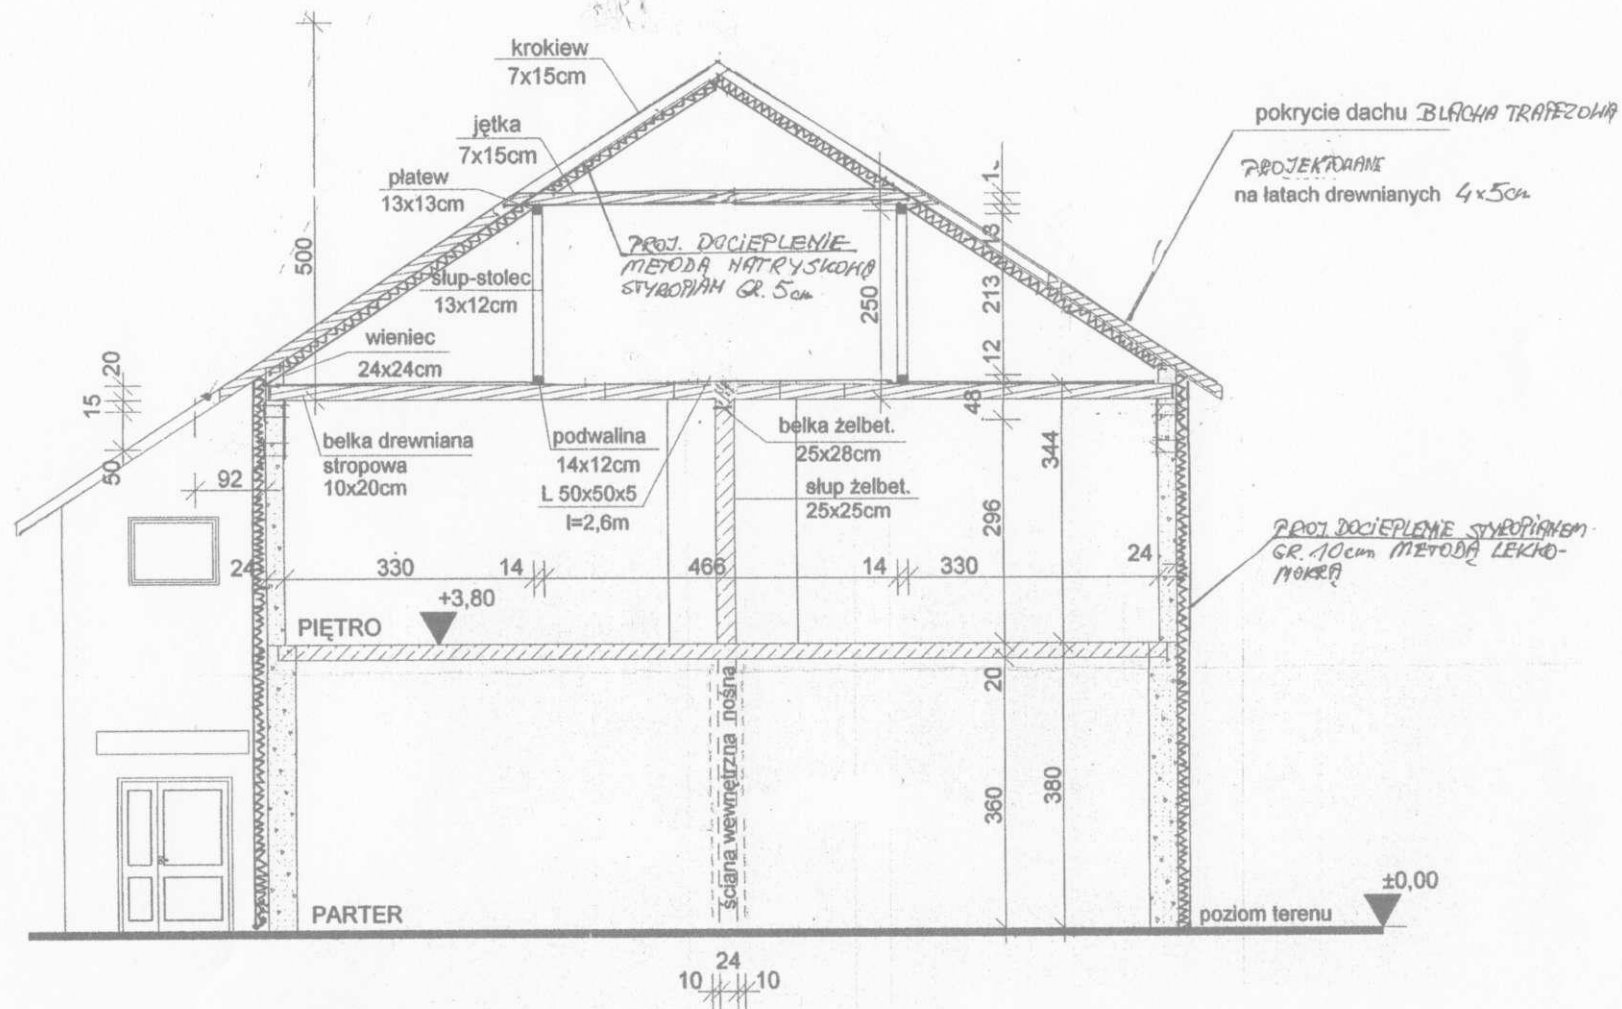 krokiew
7x15cm
jętka
7x15cm
płatew
13x13cm
500
słup-stolec
13x12cm
wieniec
24x24cm
PROJ. DOCIEPLENIE
METODĄ NATRYSKOWĄ
STYROPIAN GR. 5cm
250
13
213
12
48
pokrycie dachu BLACHA TRAPEZOWA
PROJEKTOWANE
na łatach drewnianych 4x5cm
20
15
50
92
belka drewniana
stropowa
10x20cm
podwalina
14x12cm
L 50x50x5
l=2,6m
belka żelbet.
25x28cm
słup żelbet.
25x25cm
344
296
PROJ. DOCIEPLENIE STYROPIANEM
GR. 10cm METODĄ LEKKO-
MOKRĄ
24
330
14
466
14
330
24
+3,80
PIĘTRO
20
ściana wewnętrzna nośna
360
380
PARTER
poziom terenu
±0,00
24
10
10